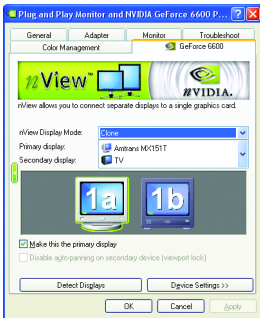 Plug and Play Monitor and NVIDIA GeForce 6600 P...
General Adapter Monitor Troubleshoot
Color Management GeForce 6600
nView™
nVIDIA.
nView allows you to connect separate displays to a single graphics card.
nView Display Mode: Clone
Primary display: Amtrans MX151T
Secondary display: TV
1a 1b
Make this the primary display
Disable auto-panning on secondary device (viewport lock)
Detect Displays Device Settings >>
OK Cancel Apply